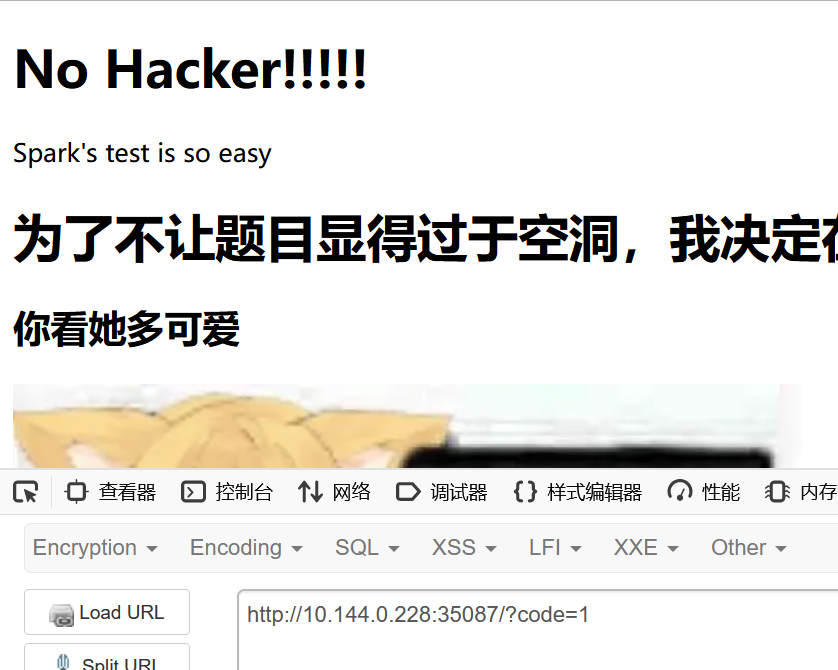 No Hacker!!!!!
Spark's test is so easy
为了不让题目显得过于空洞，我决定在
你看她多可爱
查看器 控制台 网络 调试器 样式编辑器 性能 内存
Encryption Encoding SQL XSS LFI XXE Other
Load URL
http://10.144.0.228:35087/?code=1
Split URL